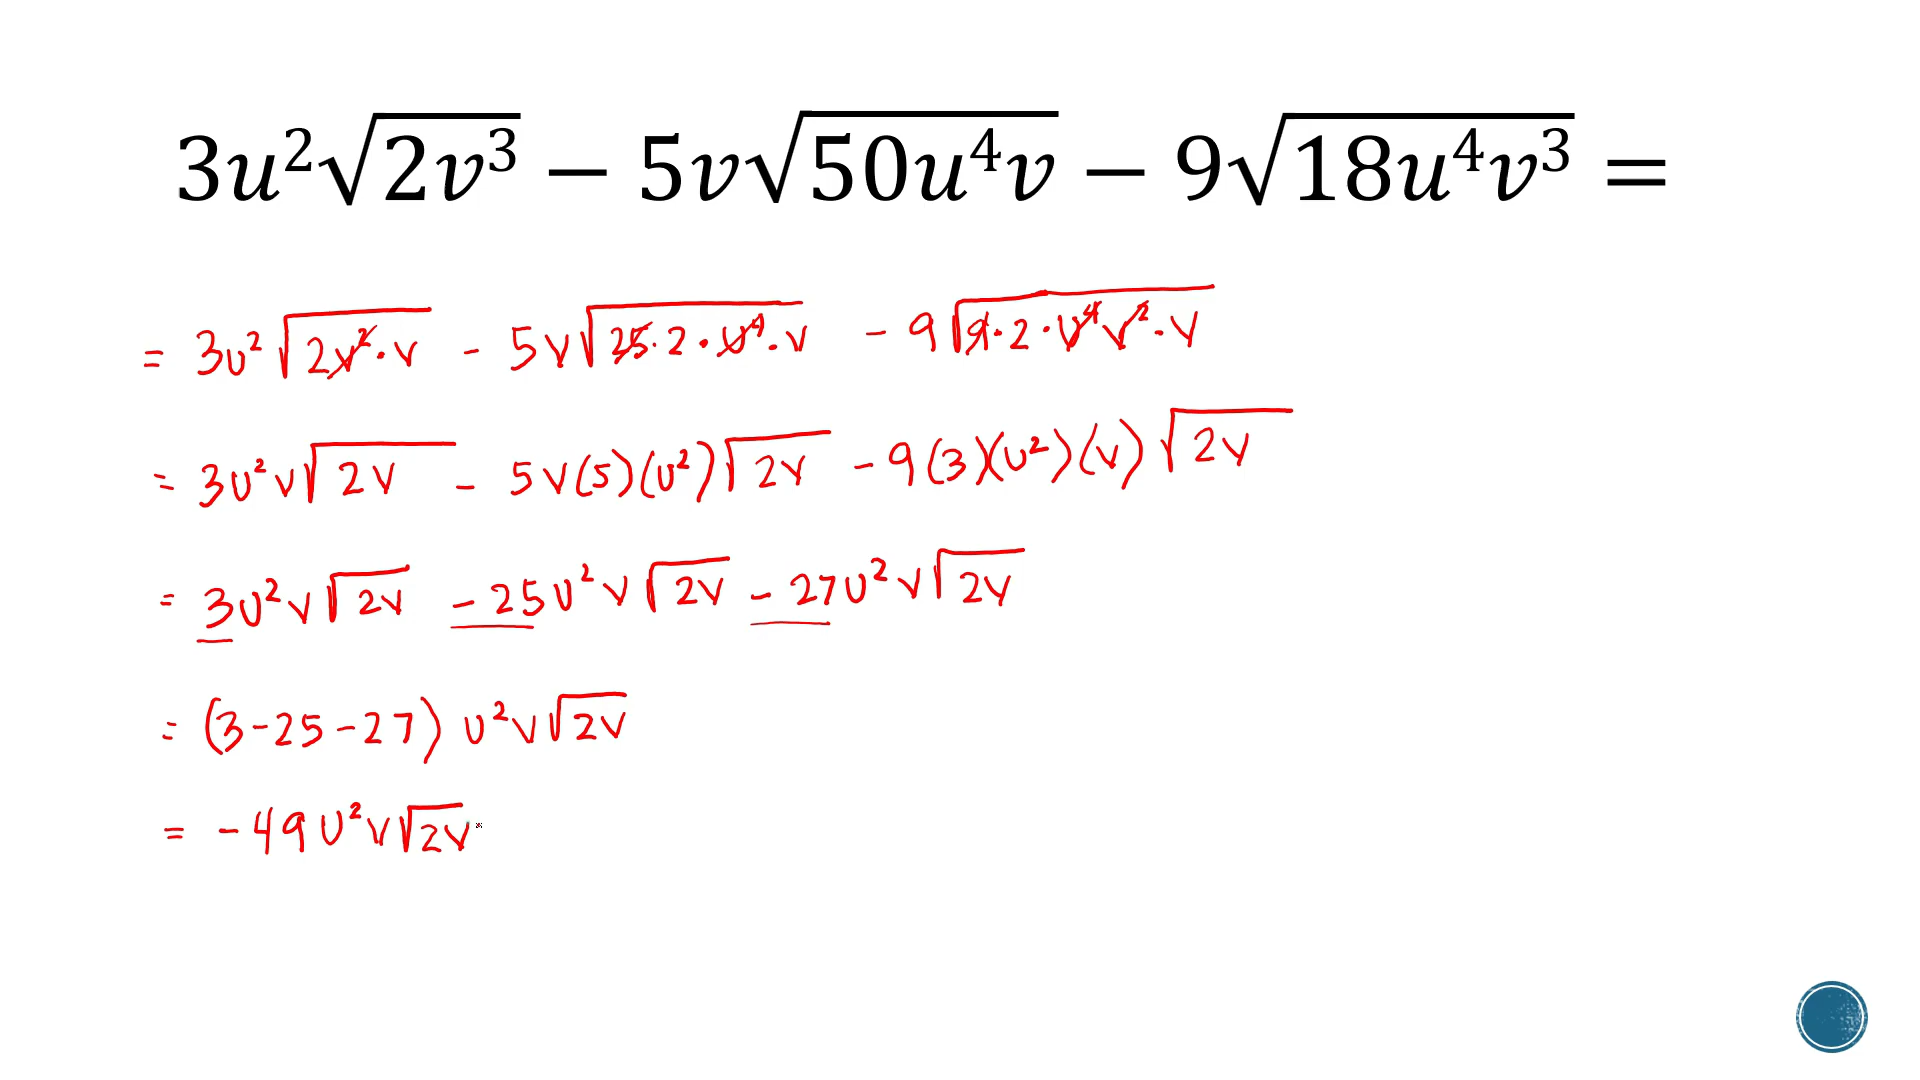 3u²√(2v³) − 5v√(50u⁴v) − 9√(18u⁴v³) =
= 3u²√(2v²·v) - 5v√(25·2·u⁴·v) - 9√(9·2·u⁴v²·v)
= 3u²v√(2v) - 5v(5)(u²)√(2v) - 9(3)(u²)(v)√(2v)
= 3u²v√(2v) - 25u²v√(2v) - 27u²v√(2v)
= (3-25-27) u²v√(2v)
= -49u²v√(2v)